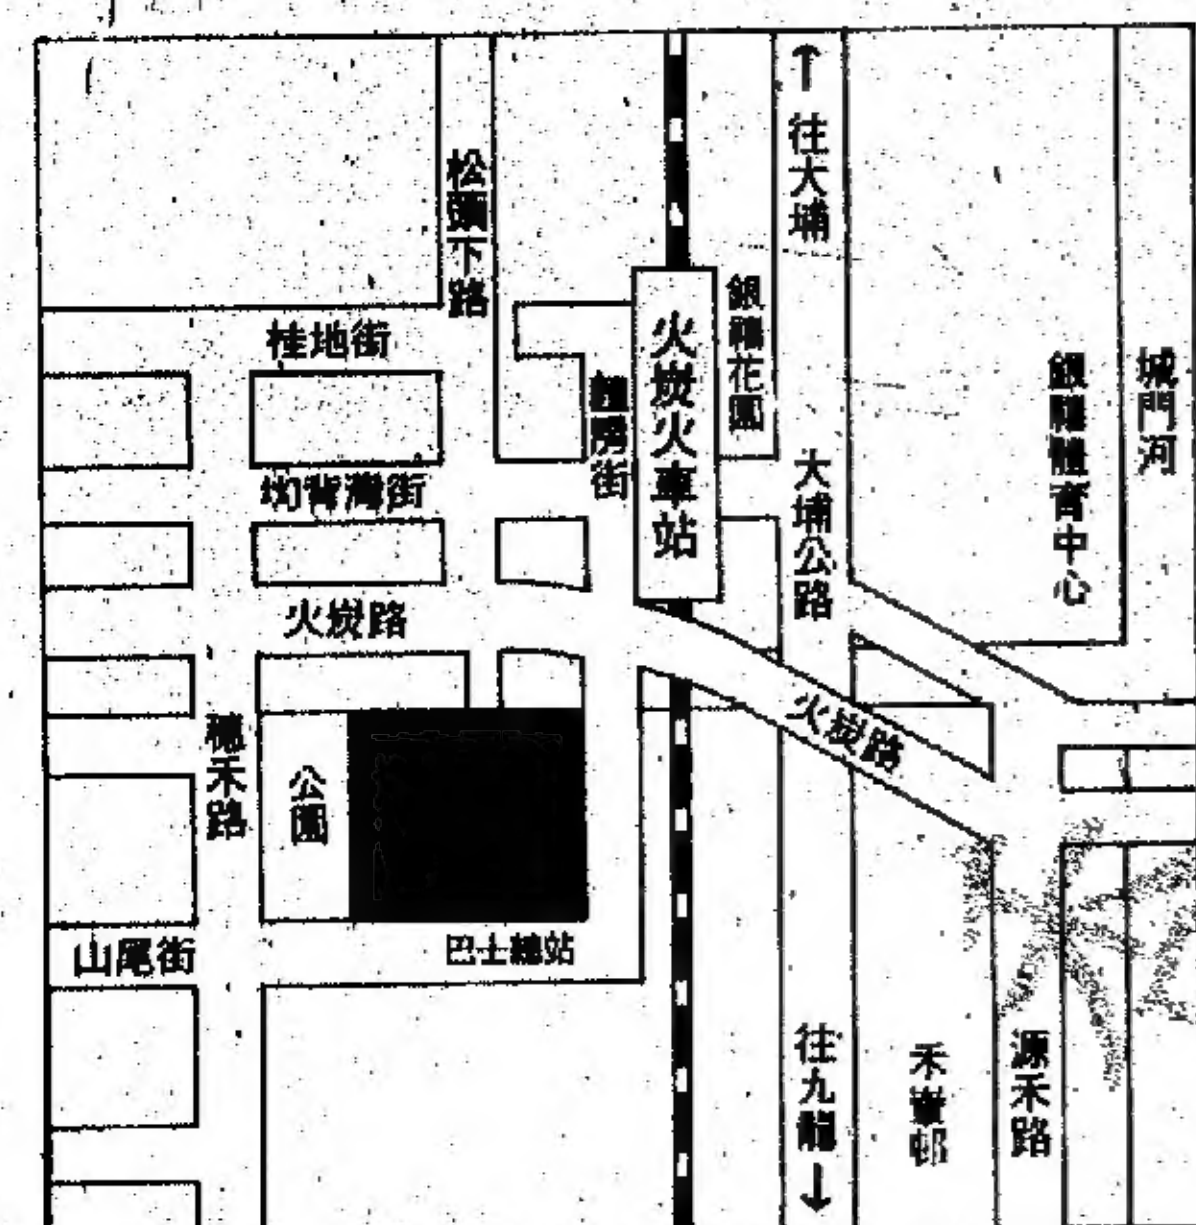 往大埔
松頭下路
銀禧花園
桂地街
火炭火車站
銀禧體育中心
城門河
坳背灣街
大埔公路
火炭路
火炭路
穗禾路
公園
山尾街
巴士總站
往九龍
禾輋邨
源禾路